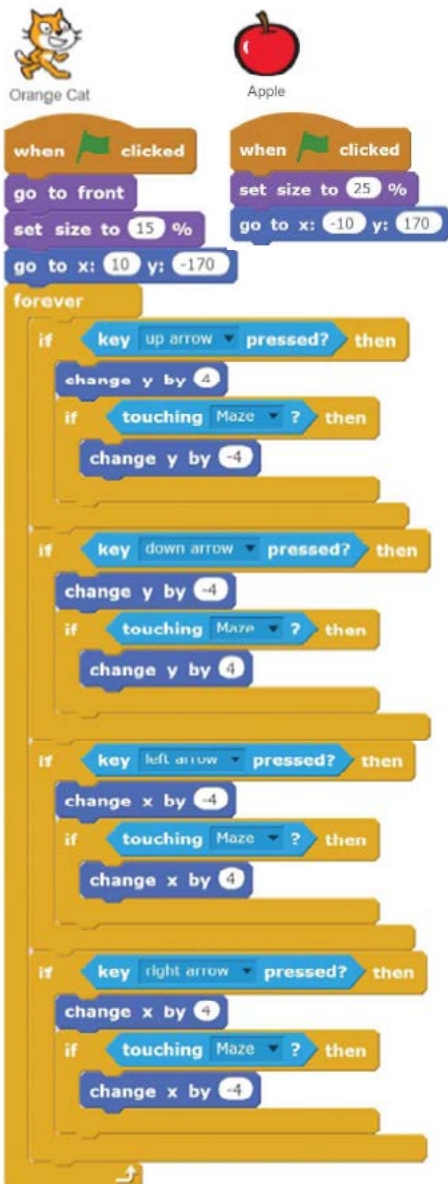 Orange Cat
Apple
when clicked
go to front
set size to 15 %
go to x: 10 y: -170
forever
if key up arrow pressed? then
change y by 4
if touching Maze ? then
change y by -4
if key down arrow pressed? then
change y by -4
if touching Maze ? then
change y by 4
if key left arrow pressed? then
change x by -4
if touching Maze ? then
change x by 4
if key right arrow pressed? then
change x by 4
if touching Maze ? then
change x by -4
when clicked
set size to 25 %
go to x: -10 y: 170